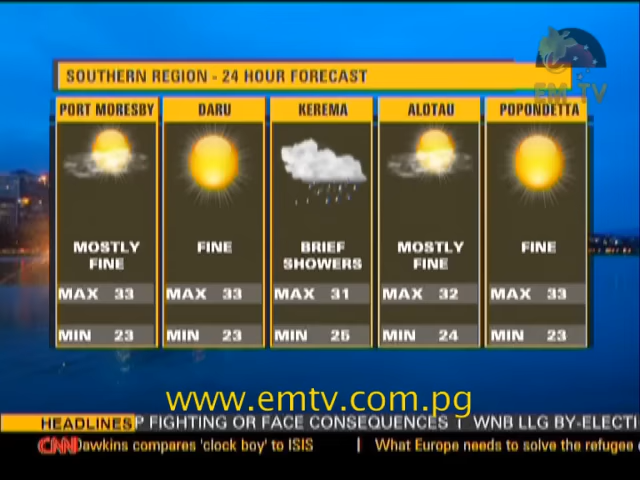 EM TV
SOUTHERN REGION - 24 HOUR FORECAST
PORT MORESBY
MOSTLY
FINE
MAX 33
MIN 23
DARU
FINE
MAX 33
MIN 23
KEREMA
BRIEF
SHOWERS
MAX 31
MIN 25
ALOTAU
MOSTLY
FINE
MAX 32
MIN 24
POPONDETTA
FINE
MAX 33
MIN 23
www.emtv.com.pg
HEADLINES P FIGHTING OR FACE CONSEQUENCES | WNB LLG BY-ELECTI
CNN Dawkins compares 'clock boy' to ISIS | What Europe needs to solve the refugee